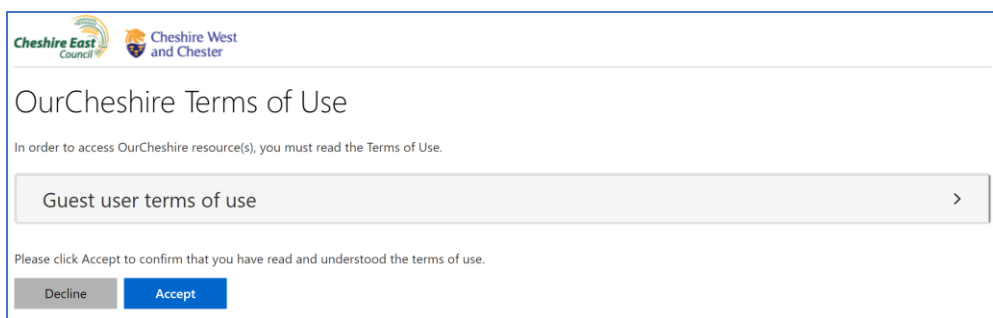 Cheshire East
Council
Cheshire West
and Chester
OurCheshire Terms of Use
In order to access OurCheshire resource(s), you must read the Terms of Use.
Guest user terms of use
Please click Accept to confirm that you have read and understood the terms of use.
Decline
Accept